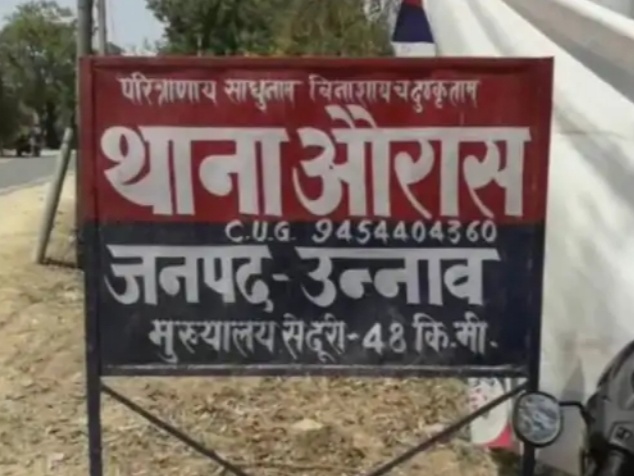 परित्राणाय साधुनाम बिनाशाय च दुष्कृताम
थाना औरास
C.U.G. 9454404360
जनपद-उन्नाव
मुख्यालय से दूरी-48 कि.मी.